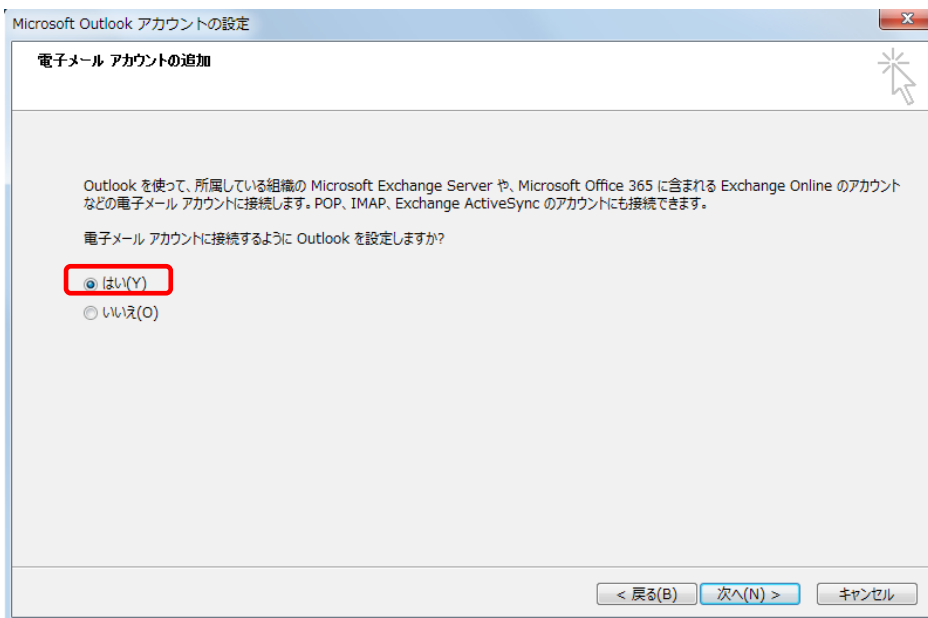 Microsoft Outlook アカウントの設定
電子メール アカウントの追加
Outlook を使って、所属している組織の Microsoft Exchange Server や、Microsoft Office 365 に含まれる Exchange Online のアカウント
などの電子メール アカウントに接続します。POP、IMAP、Exchange ActiveSync のアカウントにも接続できます。
電子メール アカウントに接続するように Outlook を設定しますか?
はい(Y)
いいえ(O)
< 戻る(B) 次へ(N) > キャンセル